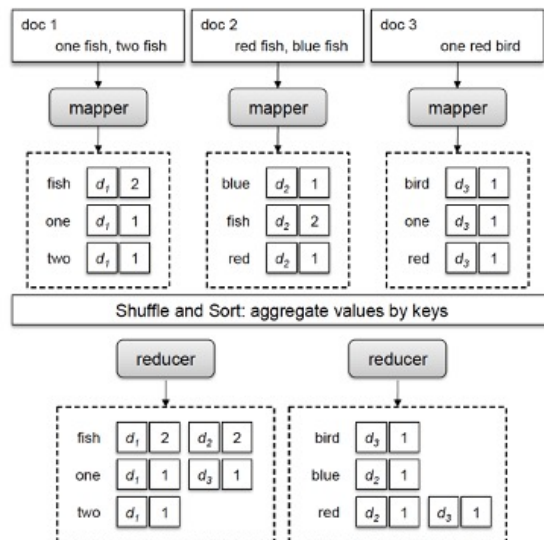 doc 1 doc 2 doc 3
one fish, two fish red fish, blue fish one red bird
mapper mapper mapper
fish d1 2 blue d2 1 bird d3 1
one d1 1 fish d2 2 one d3 1
two d1 1 red d2 1 red d3 1
Shuffle and Sort: aggregate values by keys
reducer reducer
fish d1 2 d2 2 bird d3 1
one d1 1 d3 1 blue d2 1
two d1 1 red d2 1 d3 1